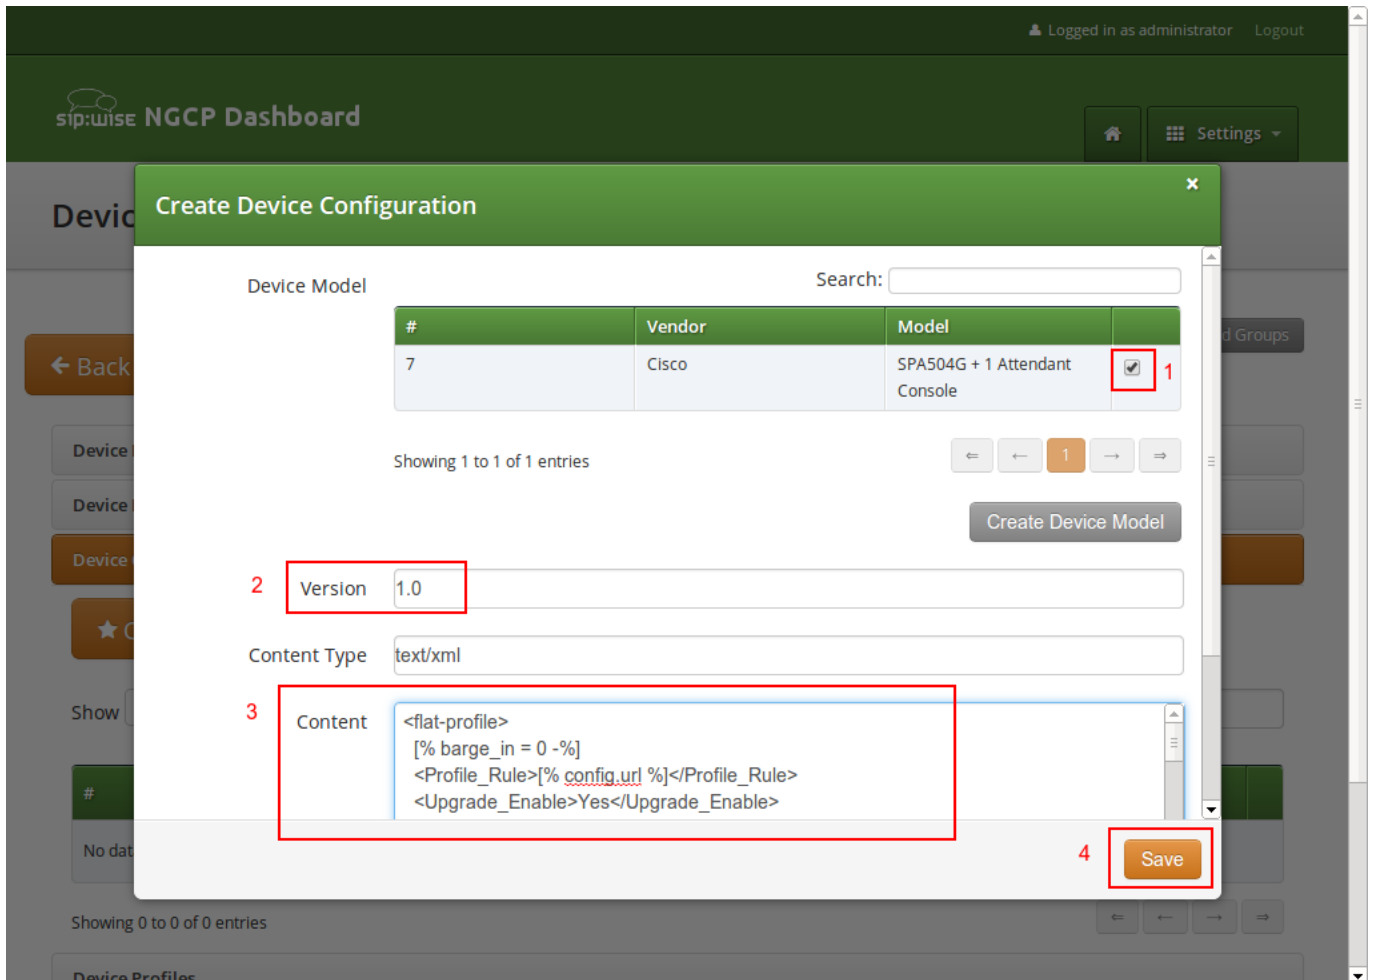 Logged in as administrator Logout
sip:wise NGCP Dashboard
Settings
Devic
Create Device Configuration
×
Device Model
Search:
# Vendor Model
7 Cisco SPA504G + 1 Attendant Console
1
Back
d Groups
Showing 1 to 1 of 1 entries
⇐ ← 1 → ⇒
Device
Create Device Model
Device
Device
2 Version 1.0
Content Type text/xml
Show
3 Content
<flat-profile>
[% barge_in = 0 -%]
<Profile_Rule>[% config.url %]</Profile_Rule>
<Upgrade_Enable>Yes</Upgrade_Enable>
#
No dat
4 Save
Showing 0 to 0 of 0 entries
⇐ ← → ⇒
Device Profiles